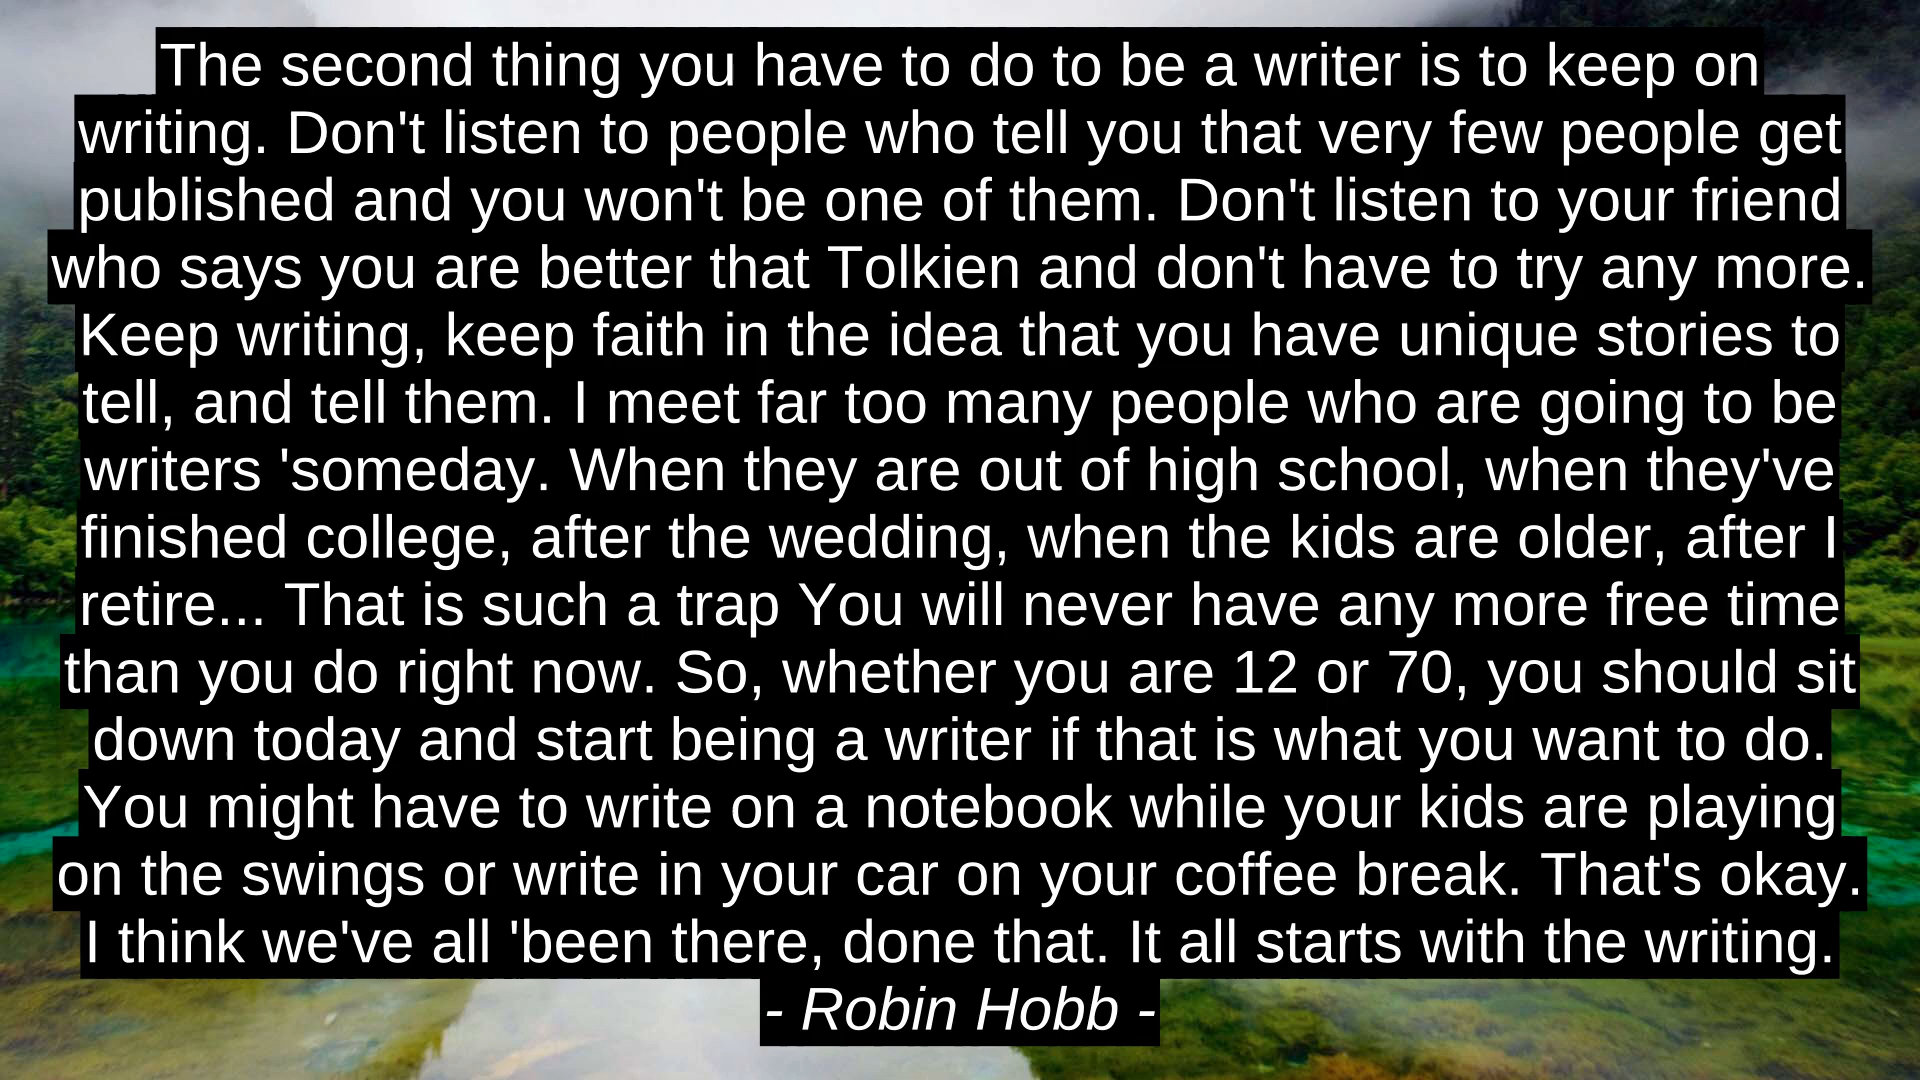 The second thing you have to do to be a writer is to keep on
writing. Don't listen to people who tell you that very few people get
published and you won't be one of them. Don't listen to your friend
who says you are better that Tolkien and don't have to try any more.
Keep writing, keep faith in the idea that you have unique stories to
tell, and tell them. I meet far too many people who are going to be
writers 'someday. When they are out of high school, when they've
finished college, after the wedding, when the kids are older, after I
retire... That is such a trap You will never have any more free time
than you do right now. So, whether you are 12 or 70, you should sit
down today and start being a writer if that is what you want to do.
You might have to write on a notebook while your kids are playing
on the swings or write in your car on your coffee break. That's okay.
I think we've all 'been there, done that. It all starts with the writing.
- Robin Hobb -